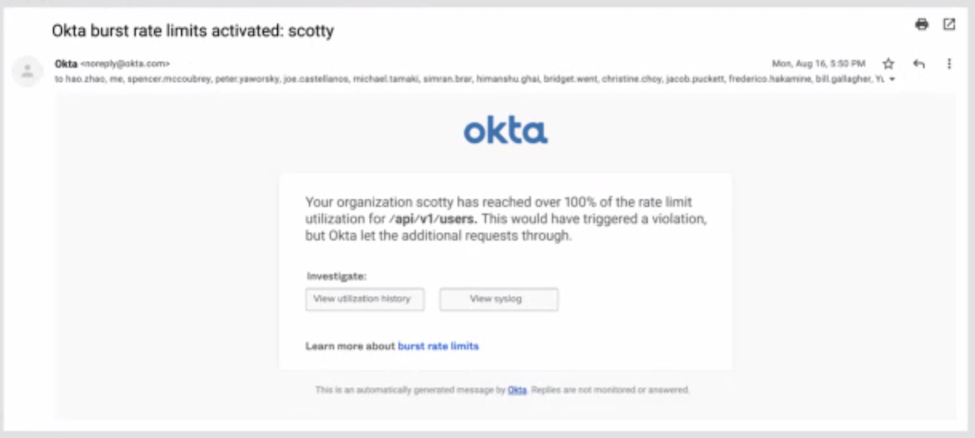 Okta burst rate limits activated: scotty
Okta <noreply@okta.com>
Mon, Aug 16, 5:50 PM
to hao.zhao, me, spencer.mccoubrey, peter.yaworsky, joe.castellanos, michael.tamaki, simran.brar, himanshu.ghai, bridget.went, christine.choy, jacob.puckett, frederico.hakamine, bill.gallagher,
okta
Your organization scotty has reached over 100% of the rate limit
utilization for /api/v1/users. This would have triggered a violation,
but Okta let the additional requests through.
Investigate:
View utilization history
View syslog
Learn more about burst rate limits
This is an automatically generated message by Okta. Replies are not monitored or answered.